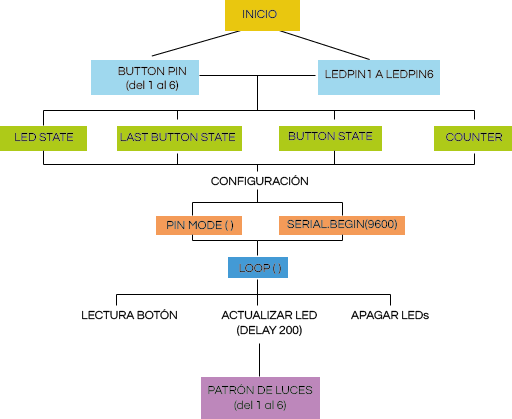 INICIO
BUTTON PIN
(del 1 al 6)
LEDPIN1 A LEDPIN6
LED STATE
LAST BUTTON STATE
BUTTON STATE
COUNTER
CONFIGURACIÓN
PIN MODE ( )
SERIAL.BEGIN(9600)
LOOP ( )
LECTURA BOTÓN
ACTUALIZAR LED
(DELAY 200)
APAGAR LEDs
PATRÓN DE LUCES
(del 1 al 6)